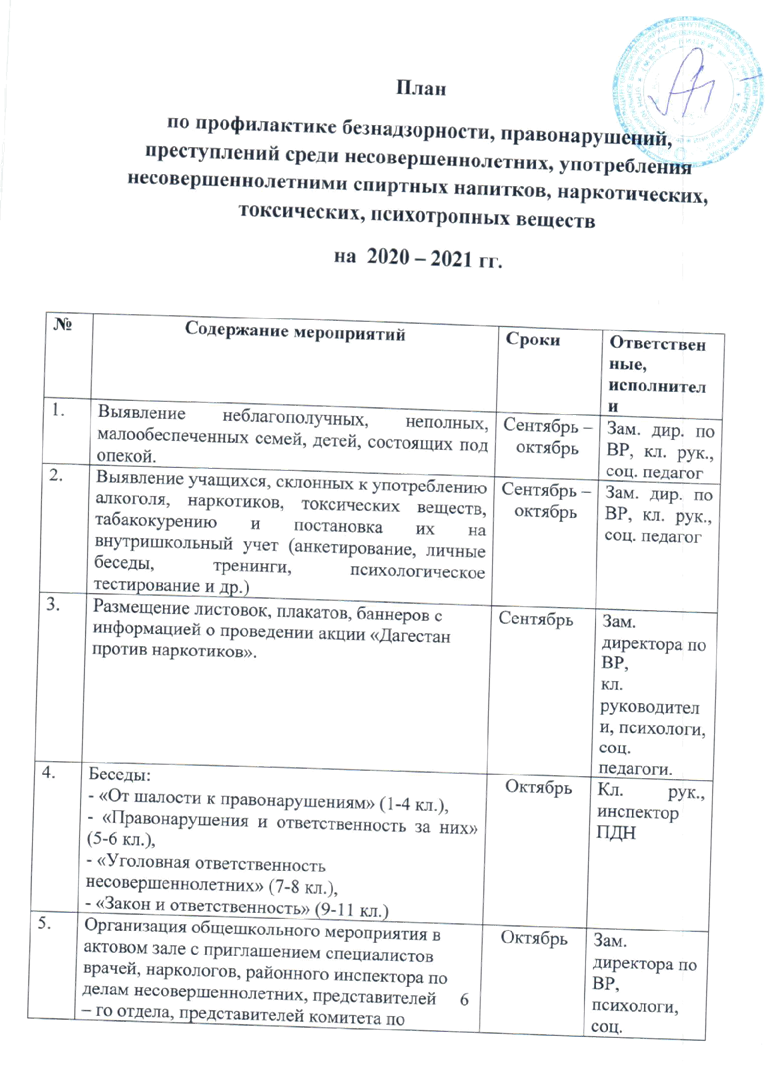 План
по профилактике безнадзорности, правонарушений,
преступлений среди несовершеннолетних, употребления
несовершеннолетними спиртных напитков, наркотических,
токсических, психотропных веществ
на 2020 – 2021 гг.
№ Содержание мероприятий Сроки Ответствен
ные,
исполнител
и
1. Выявление неблагополучных, неполных, Сентябрь – Зам. дир. по
малообеспеченных семей, детей, состоящих под октябрь ВР, кл. рук.,
опекой. соц. педагог
2. Выявление учащихся, склонных к употреблению Сентябрь – Зам. дир. по
алкоголя, наркотиков, токсических веществ, октябрь ВР, кл. рук.,
табакокурению и постановка их на соц. педагог
внутришкольный учет (анкетирование, личные
беседы, тренинги, психологическое
тестирование и др.)
3. Размещение листовок, плакатов, баннеров с Сентябрь Зам.
информацией о проведении акции «Дагестан директора по
против наркотиков». ВР,
кл.
руководител
и, психологи,
соц.
педагоги.
4. Беседы: Октябрь Кл. рук.,
- «От шалости к правонарушениям» (1-4 кл.), инспектор
- «Правонарушения и ответственность за них» ПДН
(5-6 кл.),
- «Уголовная ответственность
несовершеннолетних» (7-8 кл.),
- «Закон и ответственность» (9-11 кл.)
5. Организация общешкольного мероприятия в Октябрь Зам.
актовом зале с приглашением специалистов директора по
врачей, наркологов, районного инспектора по ВР,
делам несовершеннолетних, представителей 6 психологи,
– го отдела, представителей комитета по соц.